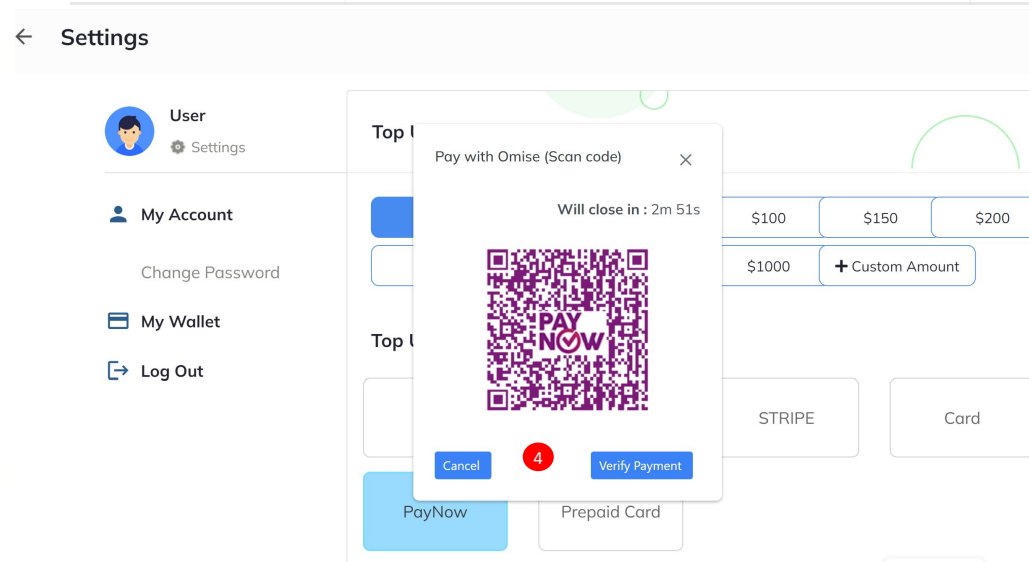 Settings
User
Settings
My Account
Change Password
My Wallet
Log Out
Top
Pay with Omise (Scan code)
Will close in : 2m 51s
$100
$150
$200
$1000
Custom Amount
PAY
NOW
Top
STRIPE
Card
Cancel
4
Verify Payment
PayNow
Prepaid Card